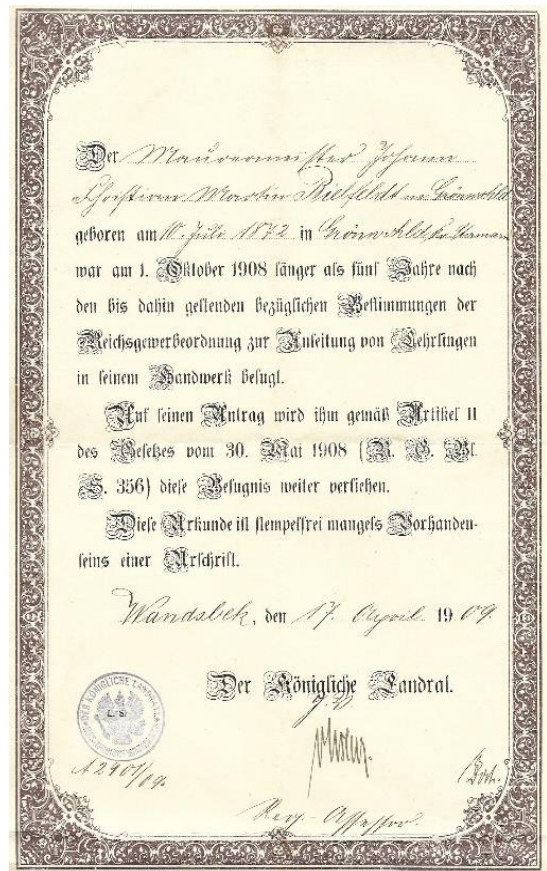 Der Maurermeister Johann
Christian Martin Bielfeldt in Grönwohld
geboren am 10. Juli 1872 in Grönwohld Kr. Stormarn
war am 1. Oktober 1908 länger als fünf Jahre nach
den bis dahin geltenden bezüglichen Bestimmungen der
Reichsgewerbeordnung zur Anleitung von Lehrlingen
in seinem Handwerk befugt.
Auf seinen Antrag wird ihm gemäß Artikel II
des Gesetzes vom 30. Mai 1908 (R. G. Bl.
S. 356) diese Befugnis weiter verliehen.
Diese Urkunde ist stempelfrei mangels Vorhanden-
seins einer Urschrift.
Wandsbek, den 17. April 1909.
Der Königliche Landrat.
L.S.
A 2901/09.
Reg.-Assessor.